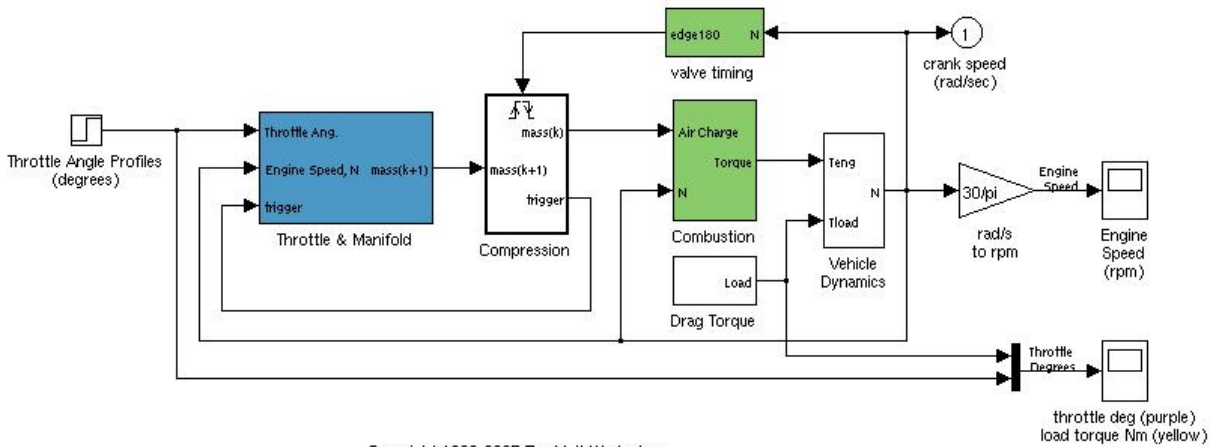 edge180 N
valve timing
1
crank speed
(rad/sec)
Throttle Angle Profiles
(degrees)
Throttle Ang.
Engine Speed, N mass(k+1)
trigger
Throttle & Manifold
mass(k)
mass(k+1)
trigger
Compression
Air Charge
Torque
N
Combustion
Load
Drag Torque
Teng
N
Tload
Vehicle
Dynamics
30/pi
rad/s
to rpm
Engine
Speed
Engine
Speed
(rpm)
Throttle
Degrees
throttle deg (purple)
load torque Nm (yellow)